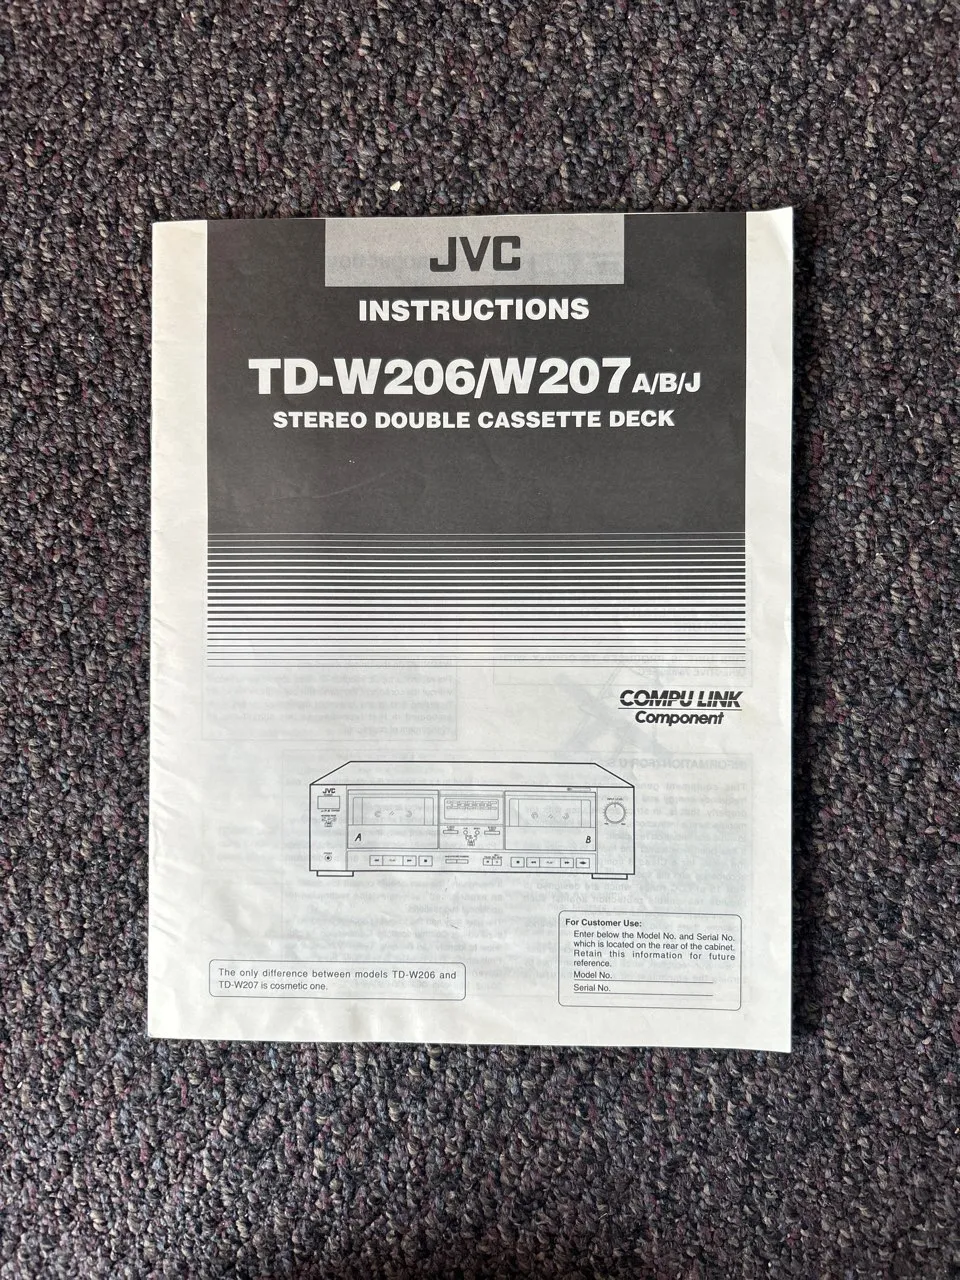 JVC
INSTRUCTIONS
TD-W206/W207 A/B/J
STEREO DOUBLE CASSETTE DECK
COMPU LINK
Component
JVC
A
B
For Customer Use:
Enter below the Model No. and Serial No.
which is located on the rear of the cabinet.
Retain this information for future
reference.
Model No.
Serial No.
The only difference between models TD-W206 and
TD-W207 is cosmetic one.